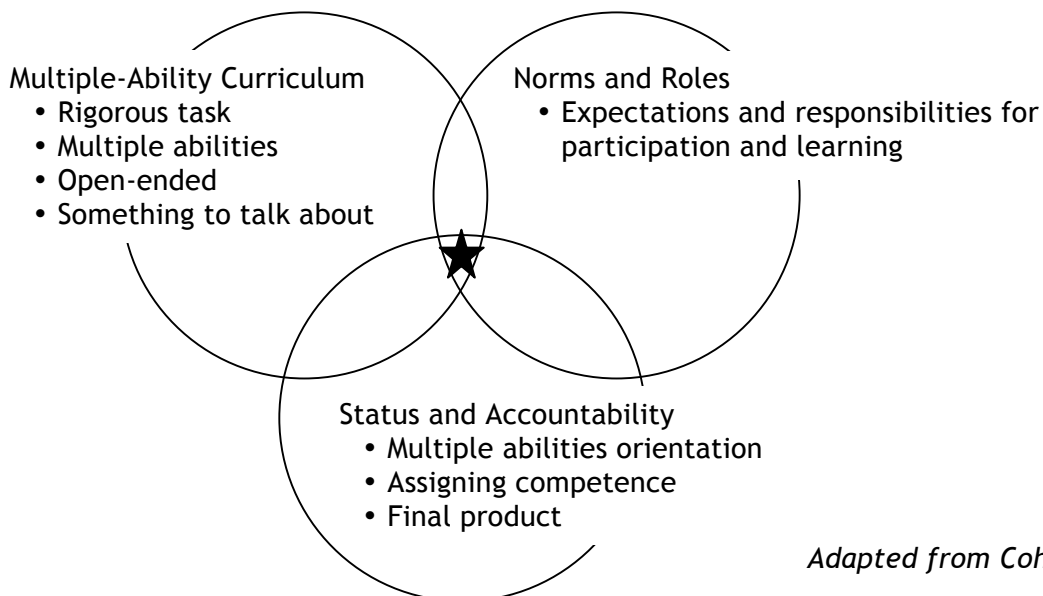 Multiple-Ability Curriculum
• Rigorous task
• Multiple abilities
• Open-ended
• Something to talk about
Norms and Roles
• Expectations and responsibilities for
participation and learning
Status and Accountability
• Multiple abilities orientation
• Assigning competence
• Final product
Adapted from